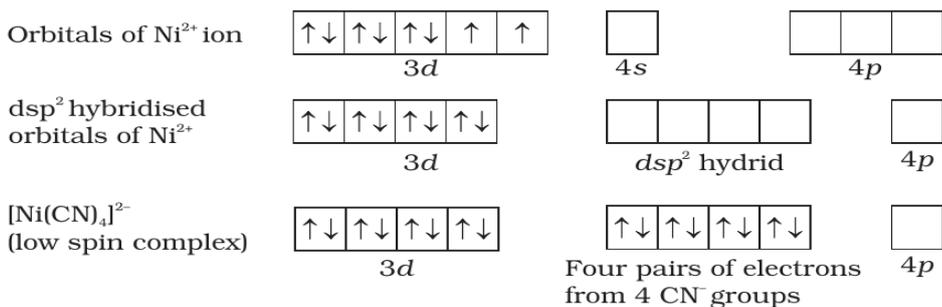 Orbitals of Ni²⁺ ion
↑↓ ↑↓ ↑↓ ↑ ↑
3d
4s
4p
dsp² hybridised
orbitals of Ni²⁺
↑↓ ↑↓ ↑↓ ↑↓
3d
dsp² hydrid
4p
[Ni(CN)₄]²⁻
(low spin complex)
↑↓ ↑↓ ↑↓ ↑↓
3d
↑↓ ↑↓ ↑↓ ↑↓
Four pairs of electrons
from 4 CN⁻ groups
4p